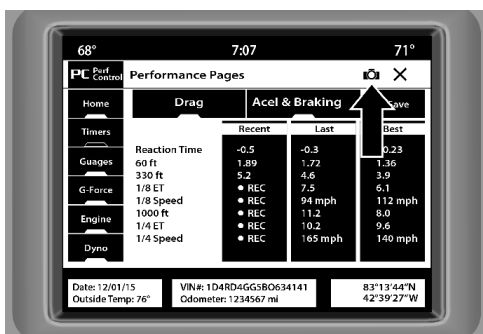 68° 7:07 71°
PC Perf Control Performance Pages
Home Drag Acel & Braking Save
Timers Recent Last Best
Reaction Time -0.5 -0.3 -0.23
60 ft 1.89 1.72 1.36
Guages 330 ft 5.2 4.6 3.9
1/8 ET • REC 7.5 6.1
G-Force 1/8 Speed • REC 94 mph 112 mph
1000 ft • REC 11.2 8.0
Engine 1/4 ET • REC 10.2 9.6
1/4 Speed • REC 165 mph 140 mph
Dyno
Date: 12/01/15 VIN#: 1D4RD4GG5BO634141 83°13'44"N
Outside Temp: 76° Odometer: 1234567 mi 42°39'27"W